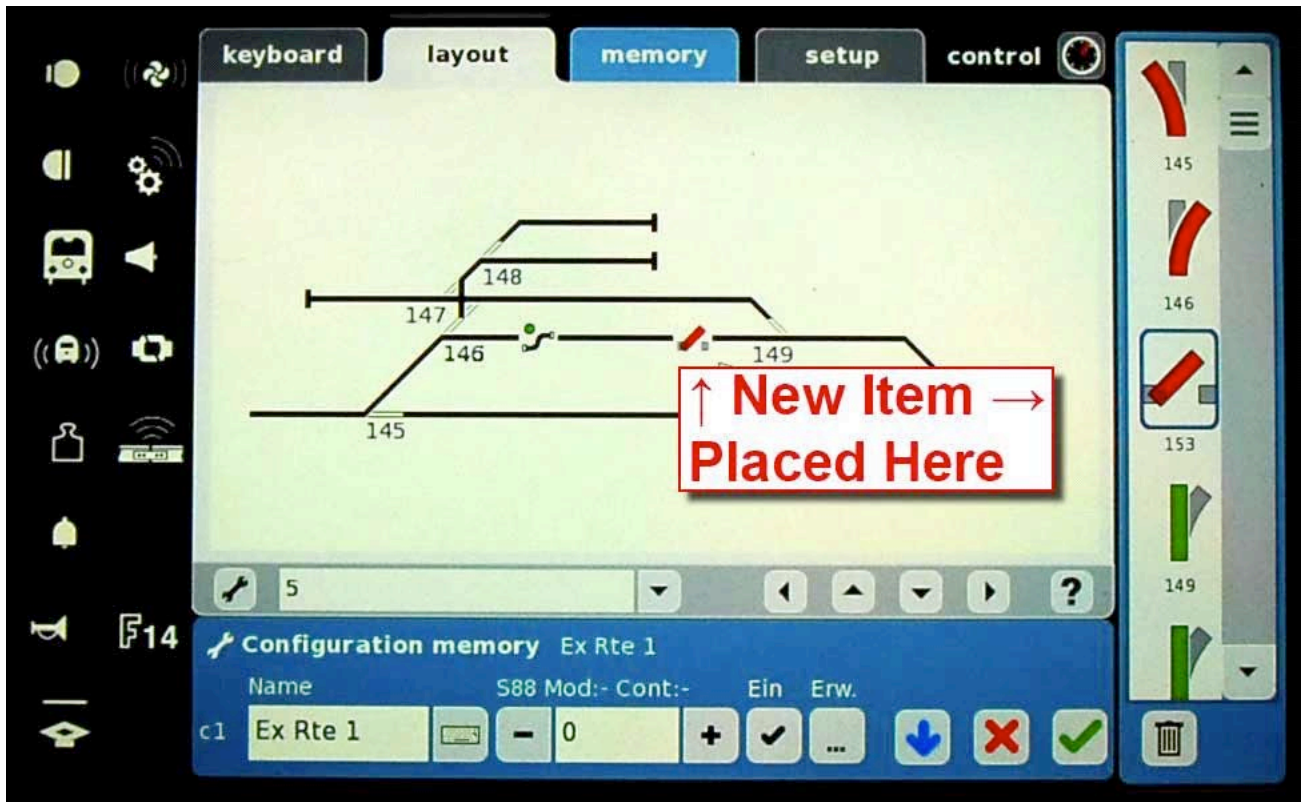 keyboard layout memory setup control
145
146
153
149
148
147
146
149
145
↑ New Item →
Placed Here
5
?
F14
Configuration memory Ex Rte 1
Name S88 Mod:- Cont:- Ein Erw.
c1 Ex Rte 1 - 0 + ...